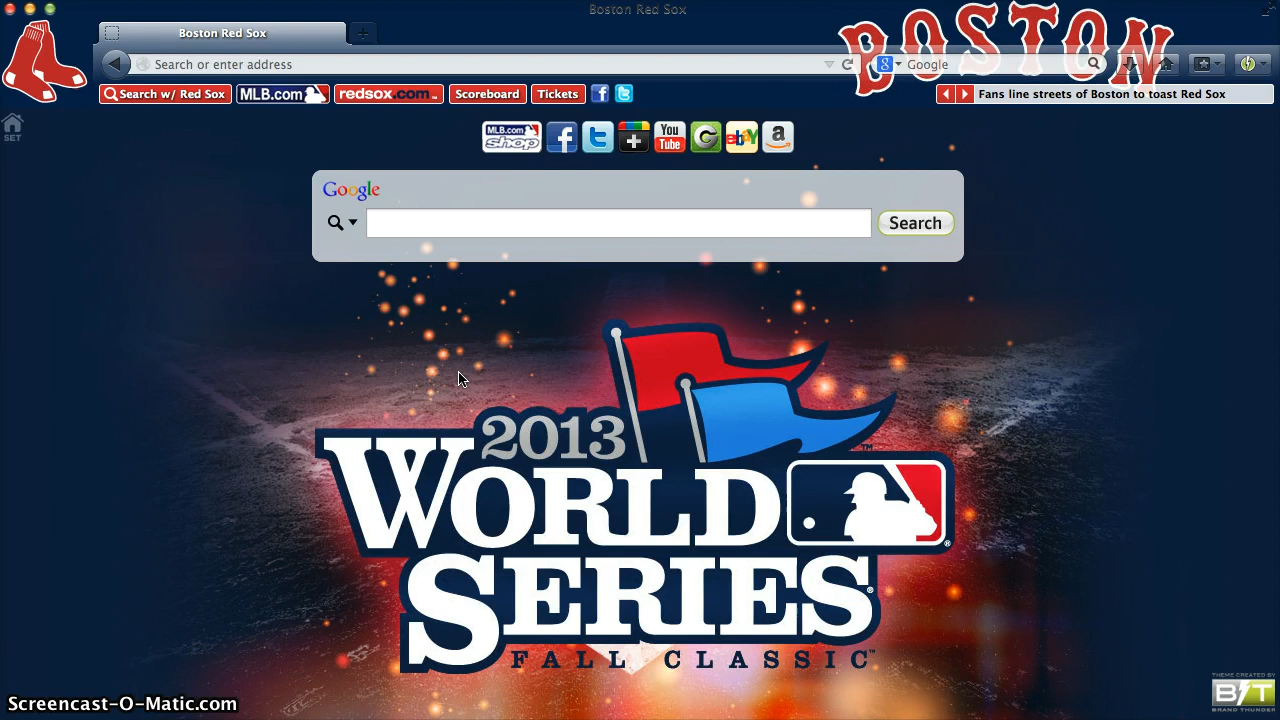 Boston Red Sox
Boston Red Sox
BOSTON
Search or enter address
Google
Search w/ Red Sox
MLB.com
redsox.com
Scoreboard
Tickets
Fans line streets of Boston to toast Red Sox
SET
MLB.com
shop
You
Tube
ebay
Google
Search
2013
WORLD
SERIES
FALL CLASSIC
Screencast-O-Matic.com
THEME CREATED BY
BT
BRAND THUNDER